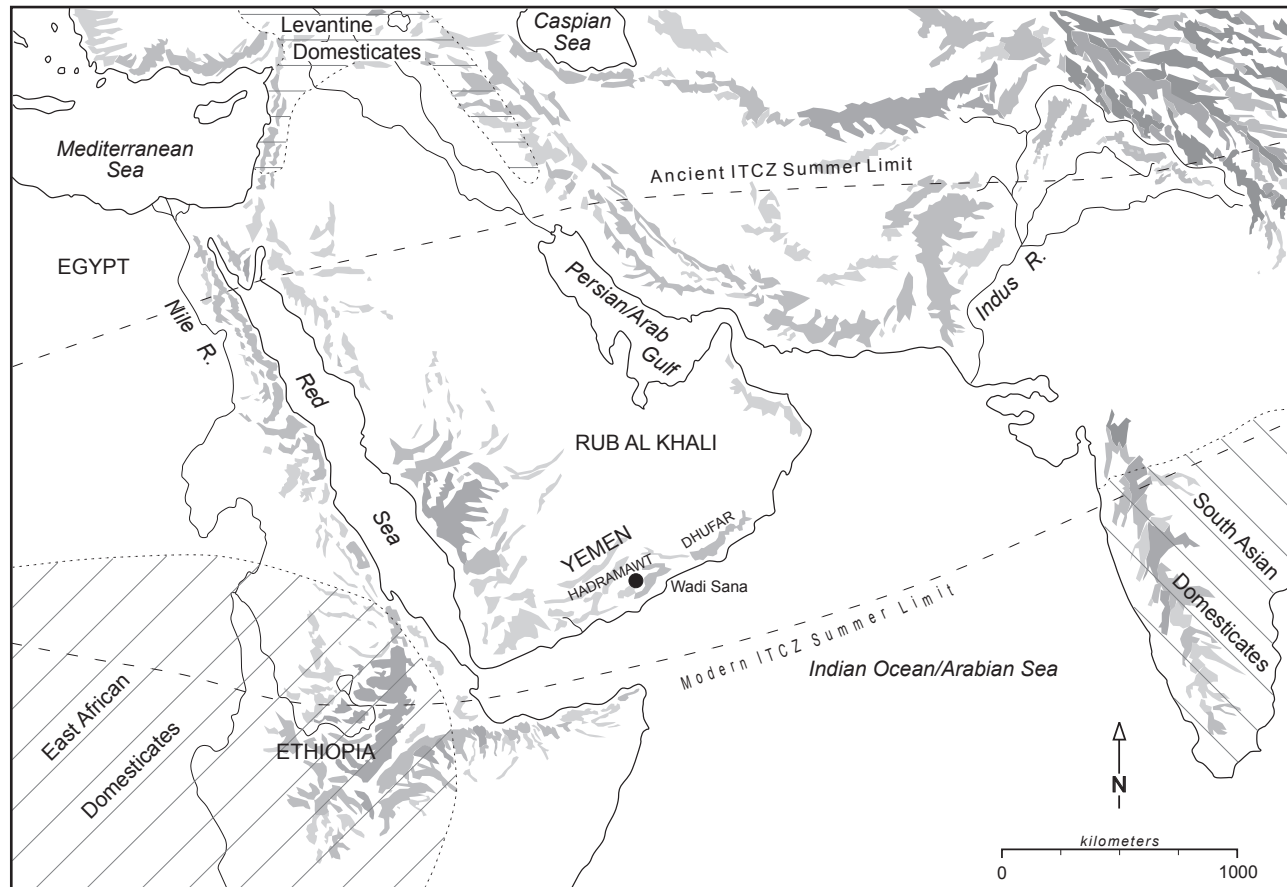 Levantine
Domesticates
Caspian
Sea
Mediterranean
Sea
Ancient ITCZ Summer Limit
EGYPT
Nile R.
Persian/Arab
Gulf
Indus R.
Red
Sea
RUB AL KHALI
YEMEN
DHUFAR
HADRAMAWT
Wadi Sana
South Asian
Domesticates
Modern ITCZ Summer Limit
Indian Ocean/Arabian Sea
East African
Domesticates
ETHIOPIA
N
kilometers
0 1000